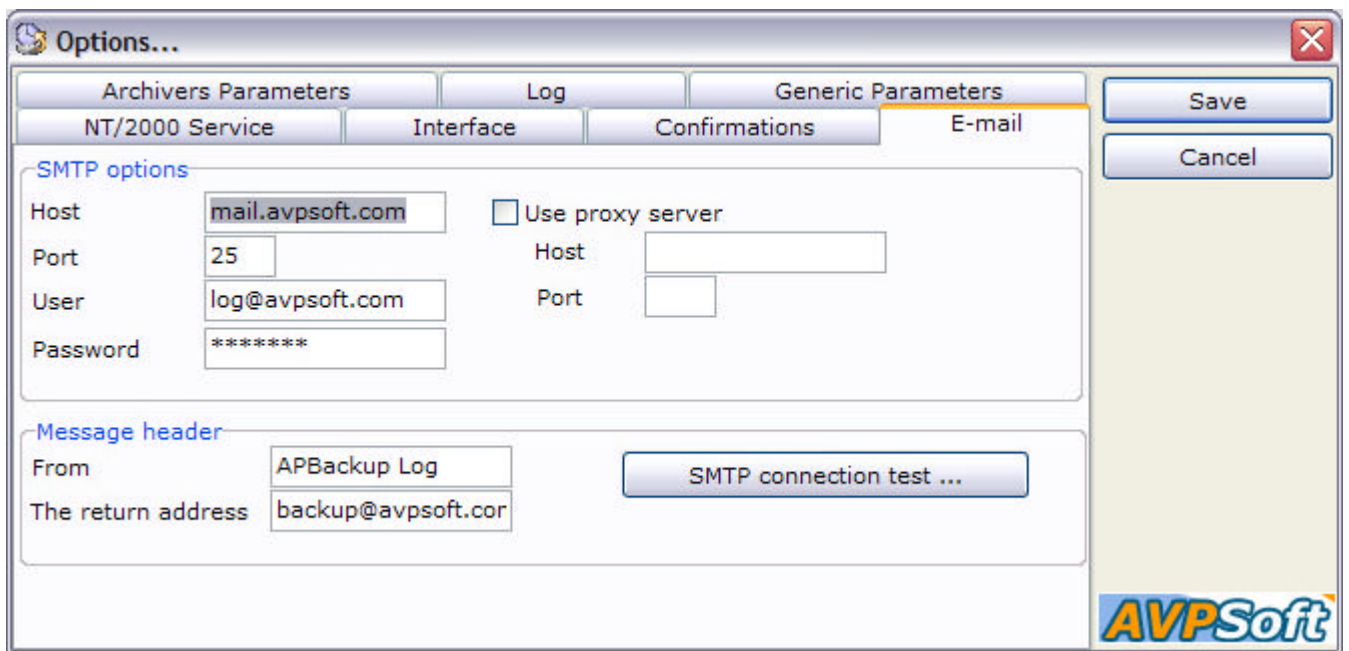 Options...
Archivers Parameters Log Generic Parameters
NT/2000 Service Interface Confirmations E-mail
Save
Cancel
SMTP options
Host mail.avpsoft.com Use proxy server
Port 25 Host
User log@avpsoft.com Port
Password *******
Message header
From APBackup Log SMTP connection test ...
The return address backup@avpsoft.cor
AVPSoft